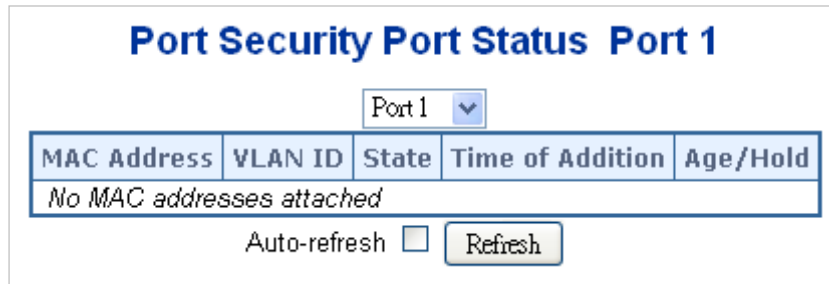 Port Security Port Status Port 1
Port 1
MAC Address VLAN ID State Time of Addition Age/Hold
No MAC addresses attached
Auto-refresh Refresh